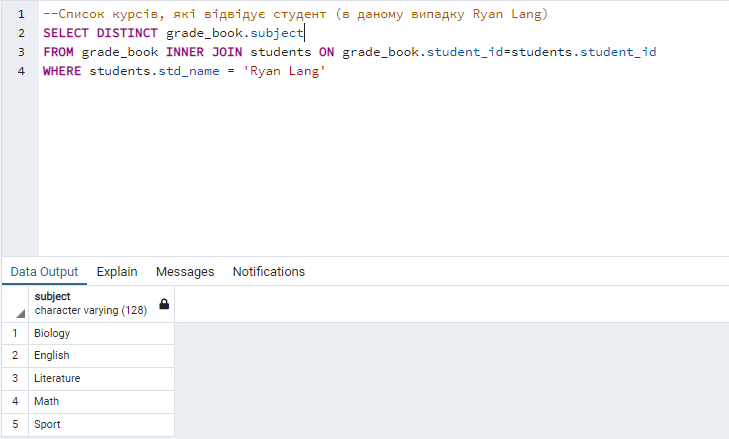 1 --Список курсів, які відвідує студент (в даному випадку Ryan Lang)
2 SELECT DISTINCT grade_book.subject
3 FROM grade_book INNER JOIN students ON grade_book.student_id=students.student_id
4 WHERE students.std_name = 'Ryan Lang'
Data Output Explain Messages Notifications
subject
character varying (128)
1 Biology
2 English
3 Literature
4 Math
5 Sport